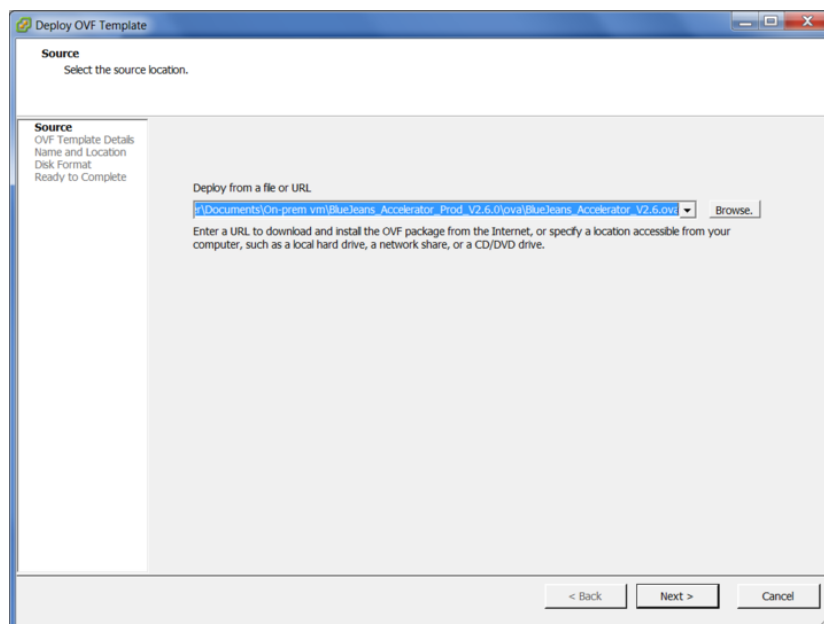 Deploy OVF Template
Source
Select the source location.
Source
OVF Template Details
Name and Location
Disk Format
Ready to Complete
Deploy from a file or URL
r\Documents\On-prem vm\BlueJeans_Accelerator_Prod_V2.6.0\ova\BlueJeans_Accelerator_V2.6.ova
Browse.
Enter a URL to download and install the OVF package from the Internet, or specify a location accessible from your
computer, such as a local hard drive, a network share, or a CD/DVD drive.
< Back
Next >
Cancel